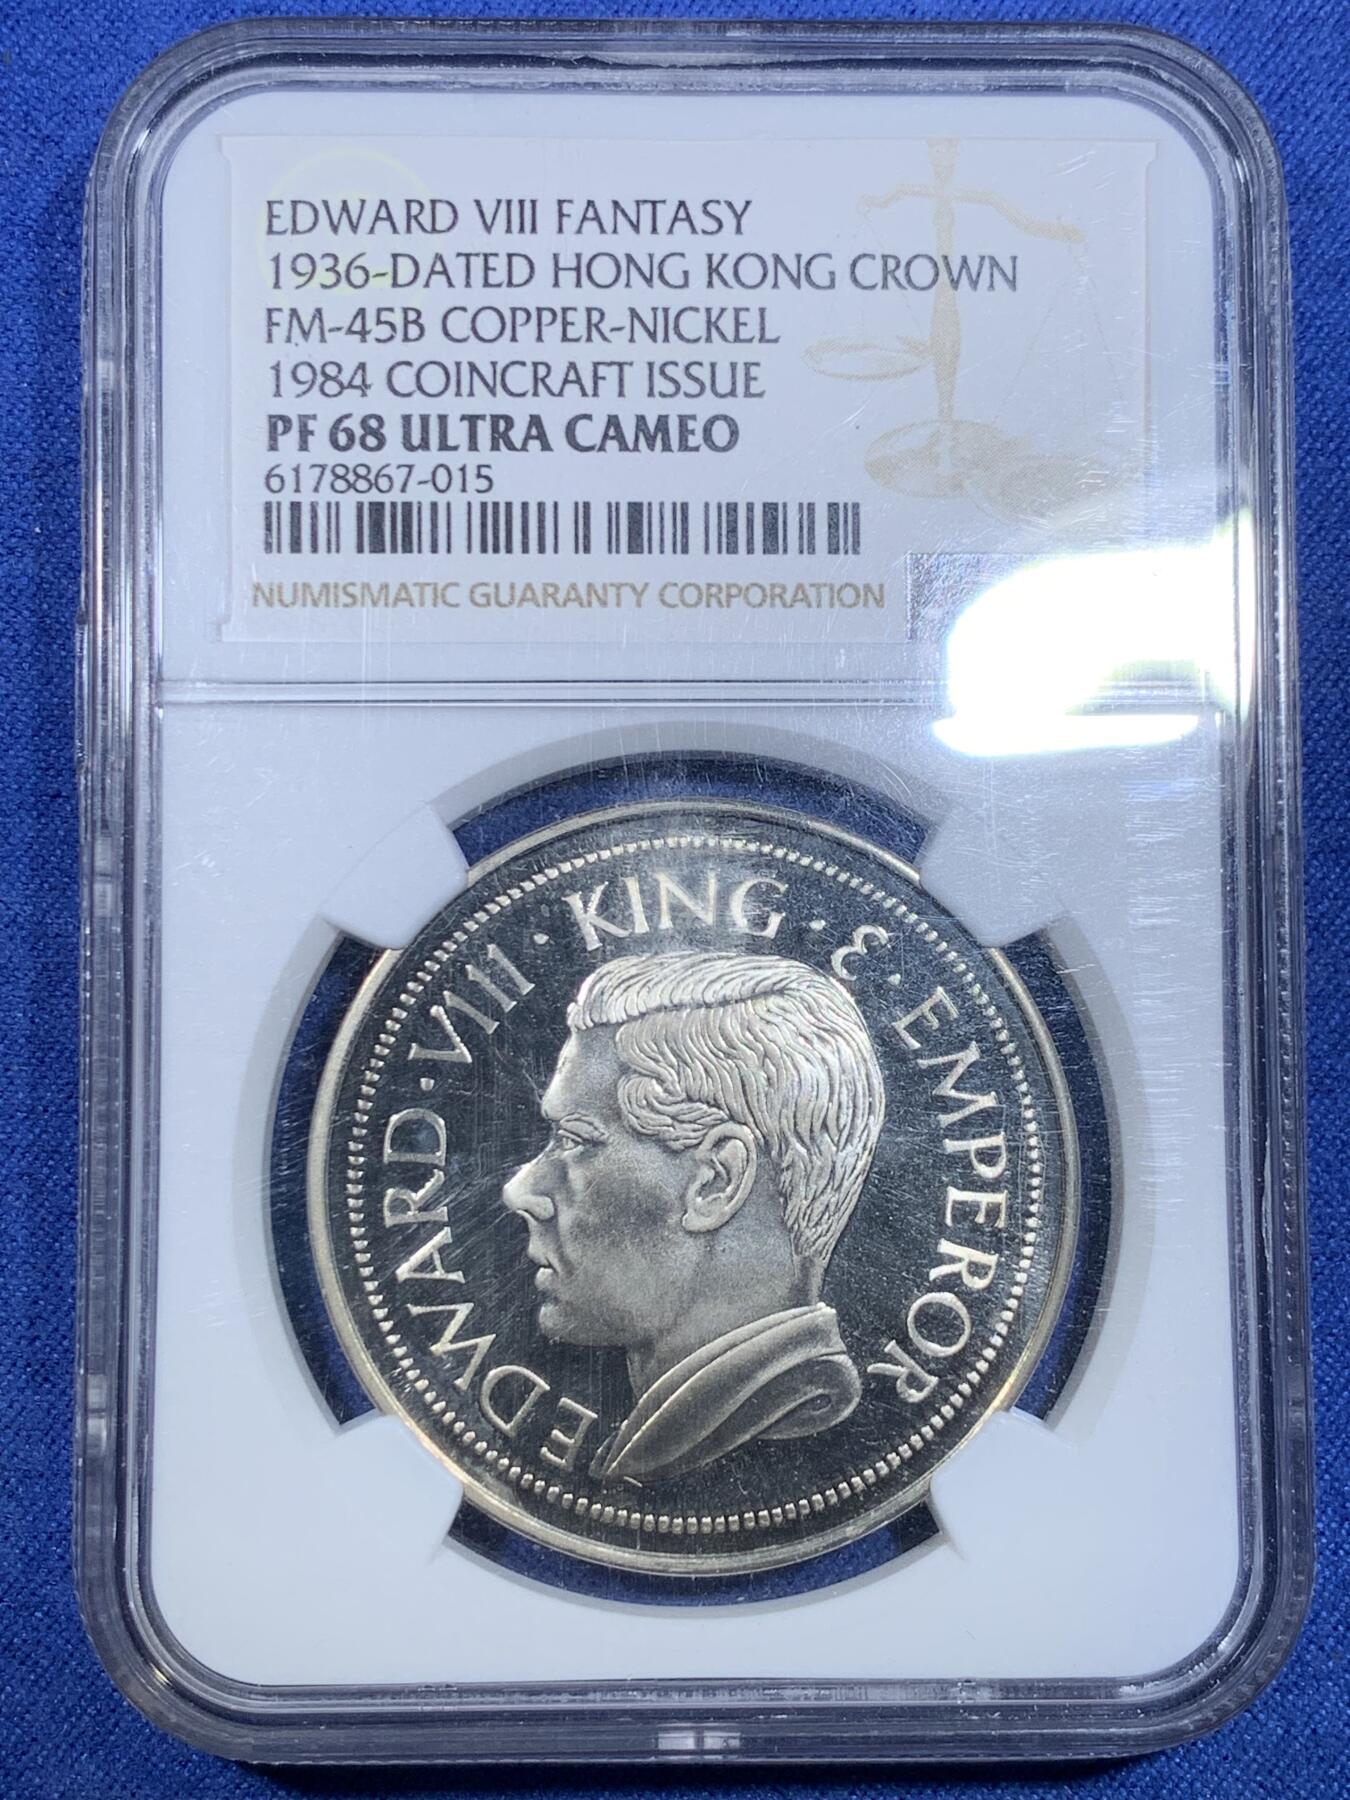 EDWARD VIII FANTASY
1936-DATED HONG KONG CROWN
FM-45B COPPER-NICKEL
1984 COINCRAFT ISSUE
PF 68 ULTRA CAMEO
6178867-015
NUMISMATIC GUARANTY CORPORATION
EDWARD · VIII · KING · & · EMPEROR